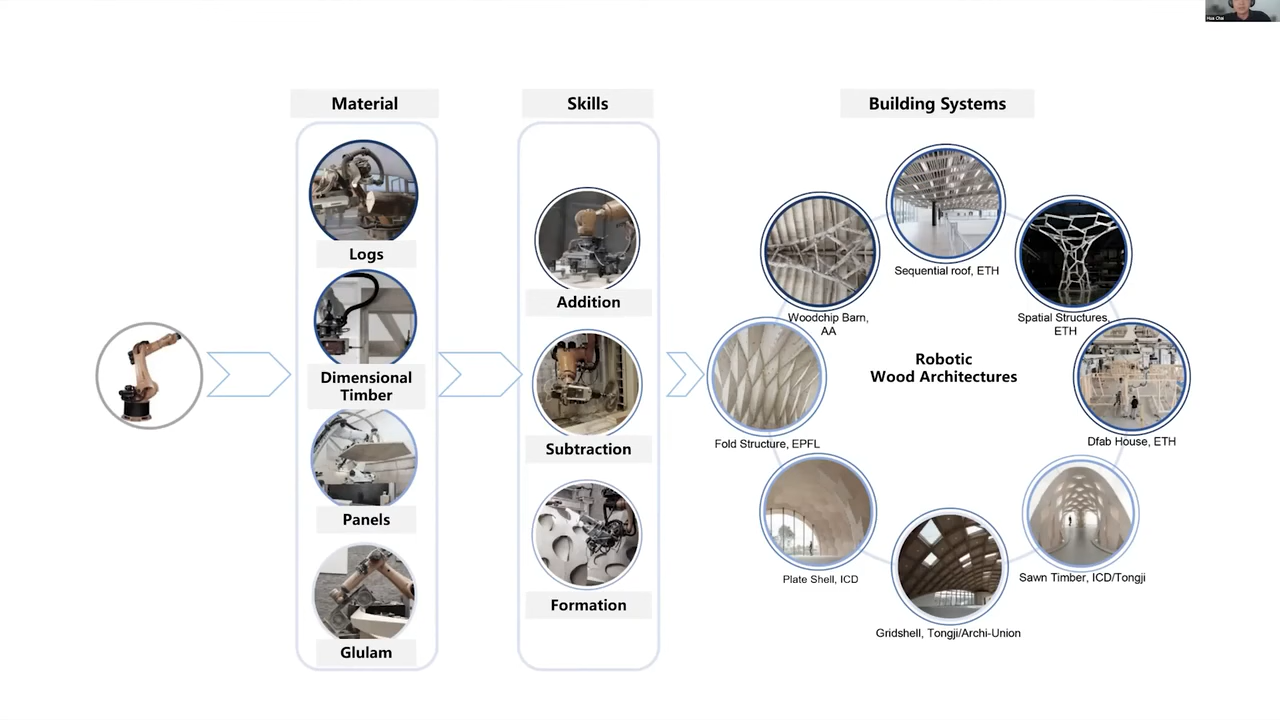 Hua Chai
Material
Skills
Building Systems
Logs
Dimensional
Timber
Panels
Glulam
Addition
Subtraction
Formation
Sequential roof, ETH
Woodchip Barn,
AA
Spatial Structures,
ETH
Robotic
Wood Architectures
Fold Structure, EPFL
Dfab House, ETH
Plate Shell, ICD
Sawn Timber, ICD/Tongji
Gridshell, Tongji/Archi-Union